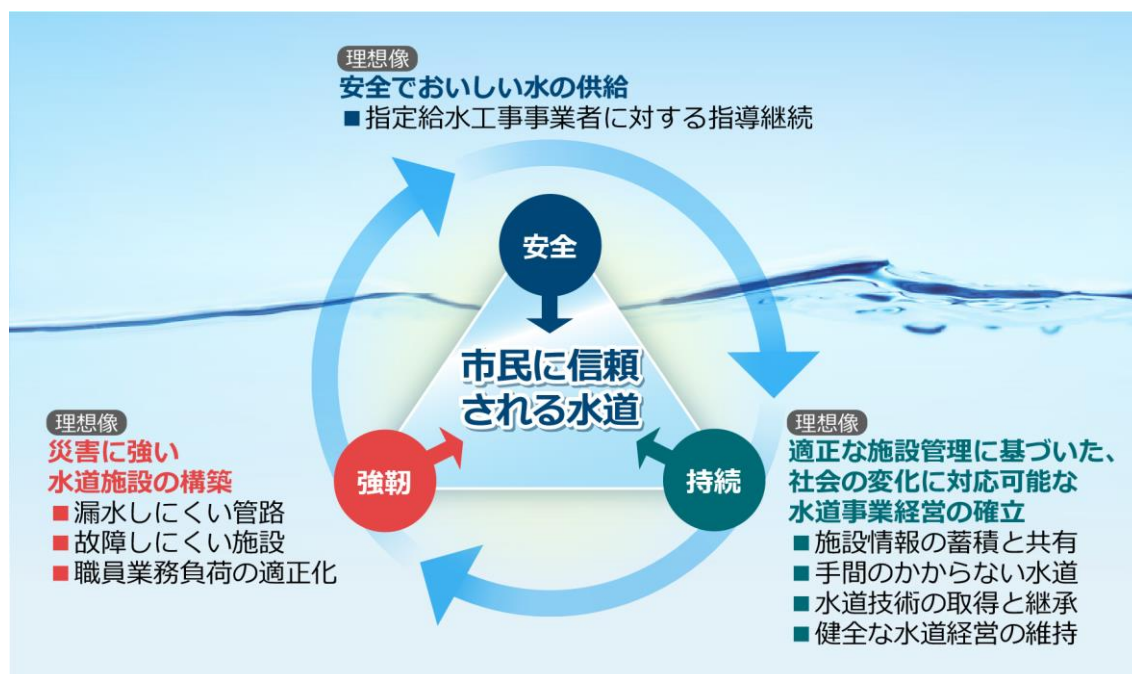 理想像
安全でおいしい水の供給
■指定給水工事事業者に対する指導継続
安全
市民に信頼
される水道
強靭
持続
理想像
災害に強い
水道施設の構築
■漏水しにくい管路
■故障しにくい施設
■職員業務負荷の適正化
理想像
適正な施設管理に基づいた、
社会の変化に対応可能な
水道事業経営の確立
■施設情報の蓄積と共有
■手間のかからない水道
■水道技術の取得と継承
■健全な水道経営の維持